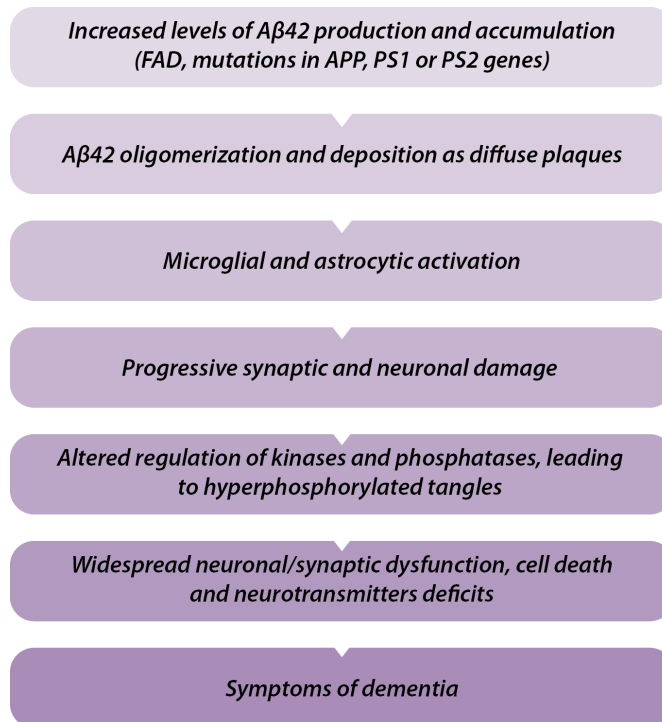 Increased levels of Aβ42 production and accumulation
(FAD, mutations in APP, PS1 or PS2 genes)
Aβ42 oligomerization and deposition as diffuse plaques
Microglial and astrocytic activation
Progressive synaptic and neuronal damage
Altered regulation of kinases and phosphatases, leading
to hyperphosphorylated tangles
Widespread neuronal/synaptic dysfunction, cell death
and neurotransmitters deficits
Symptoms of dementia